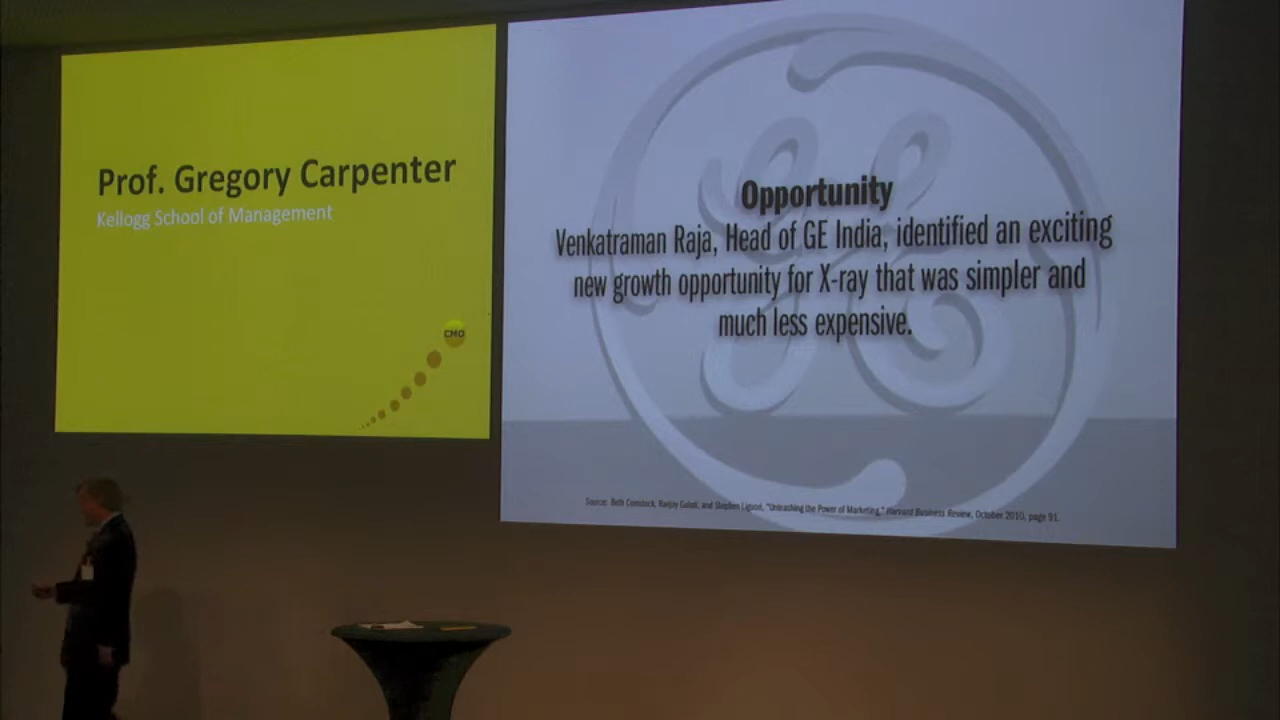 Prof. Gregory Carpenter
Kellogg School of Management
CMO
Opportunity
Venkatraman Raja, Head of GE India, identified an exciting
new growth opportunity for X-ray that was simpler and
much less expensive.
Source: Beth Comstock, Ranjay Gulati, and Stephen Liguori, "Unleashing the Power of Marketing," Harvard Business Review, October 2010, page 91.